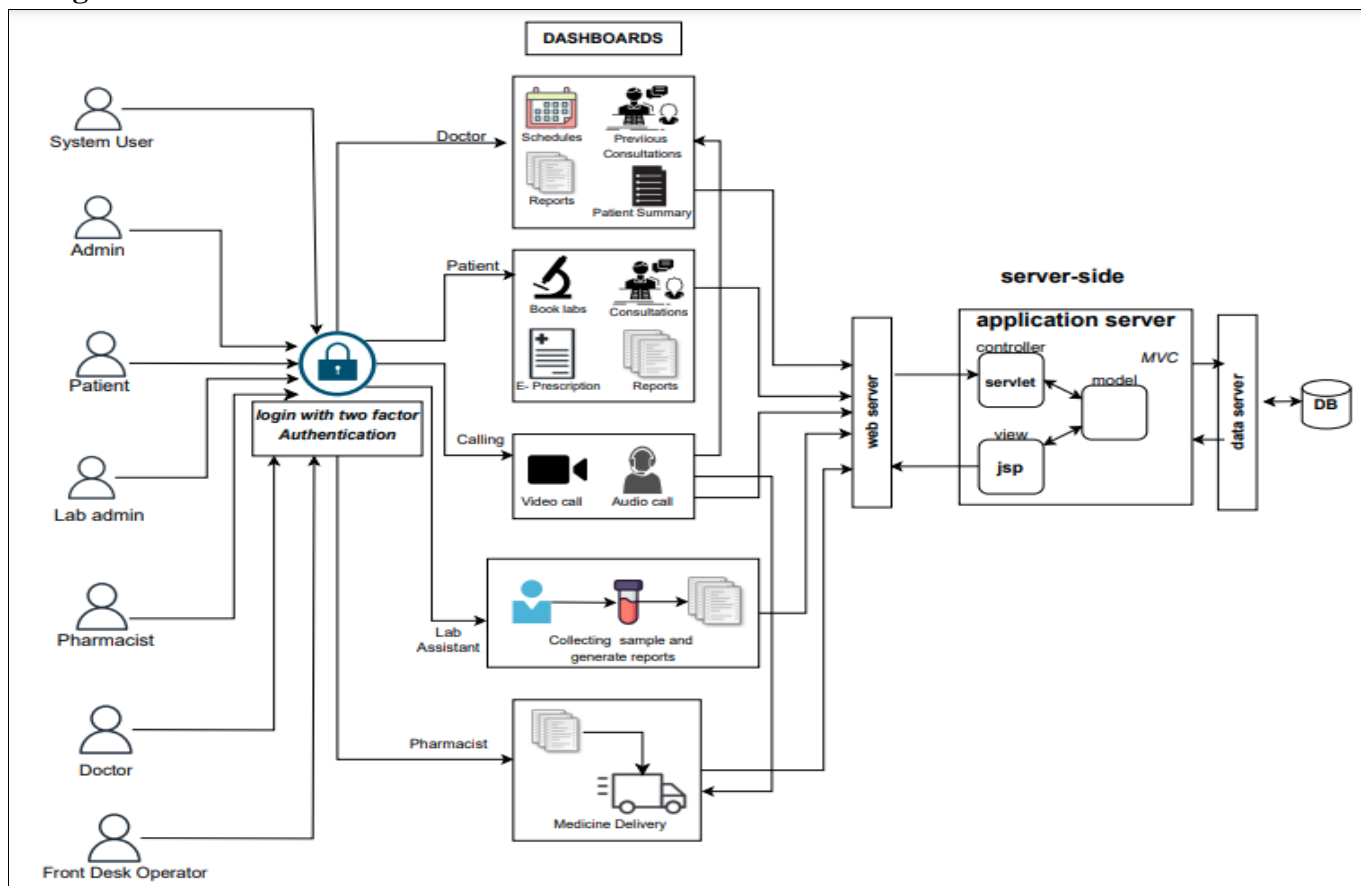 DASHBOARDS
System User
Admin
Patient
Lab admin
Pharmacist
Doctor
Front Desk Operator
login with two factor
Authentication
Doctor
Schedules
Previious
Consultations
Reports
Patient Summary
Patient
Book labs
Consultations
E- Prescription
Reports
Calling
Video call
Audio call
Lab
Assistant
Collecting sample and
generate reports
Pharmacist
Medicine Delivery
web server
server-side
application server
controller
MVC
servlet
model
view
jsp
data server
DB